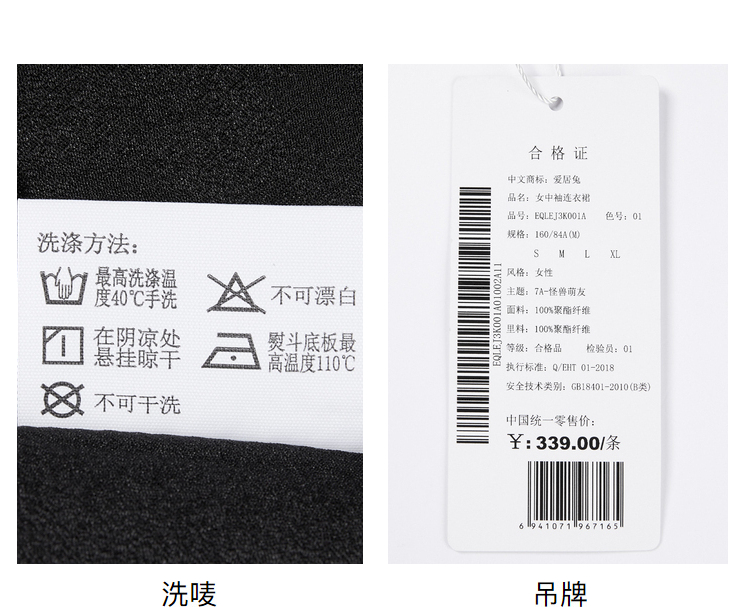 洗涤方法：
最高洗涤温
度40℃手洗
不可漂白
在阴凉处
悬挂晾干
熨斗底板最
高温度110℃
不可干洗
洗唛
合格证
中文商标：爱居兔
品名：女中袖连衣裙
品号：EQLEJ3K001A 色号：01
规格：160/84A(M)
S M L XL
风格：女性
主题：7A-怪兽萌友
面料：100%聚酯纤维
里料：100%聚酯纤维
等级：合格品 检验员：01
执行标准：Q/EHT 01-2018
安全技术类别：GB18401-2010(B类)
EQLEJ3K001A01002A11
中国统一零售价：
¥:339.00/条
6 941071 967165
吊牌